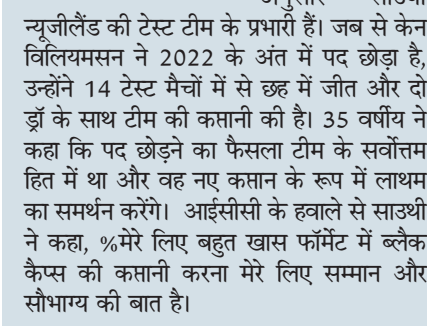 न्यूजीलैंड की टेस्ट टीम के प्रभारी हैं। जब से केन
विलियमसन ने 2022 के अंत में पद छोड़ा है,
उन्होंने 14 टेस्ट मैचों में से छह में जीत और दो
ड्रॉ के साथ टीम की कप्तानी की है। 35 वर्षीय ने
कहा कि पद छोड़ने का फैसला टीम के सर्वोत्तम
हित में था और वह नए कप्तान के रूप में लाथम
का समर्थन करेंगे। आईसीसी के हवाले से साउथी
ने कहा, %मेरे लिए बहुत खास फॉर्मेट में ब्लैक
कैप्स की कप्तानी करना मेरे लिए सम्मान और
सौभाग्य की बात है।